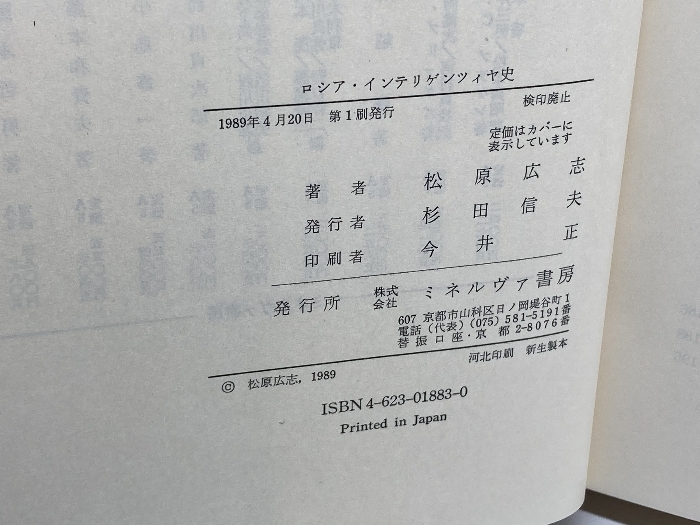 ロシア・インテリゲンツィヤ史
1989年4月20日 第1刷発行
検印廃止
定価はカバーに
表示しています
著者 松原広志
発行者 杉田信夫
印刷者 今井正
発行所 株式会社 ミネルヴァ書房
607 京都市山科区日ノ岡堤谷町1
電話(代表)(075)581-5191番
替振口座・京都2-8076番
河北印刷 新生製本
© 松原広志, 1989
ISBN4-623-01883-0
Printed in Japan